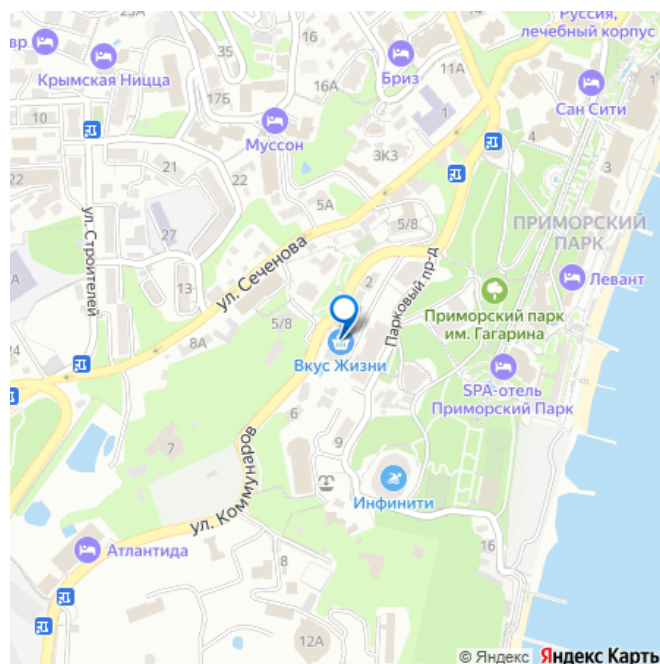 Россия,
лечебный корпус
35
16
Бриз
11А
Крымская Ницца
17Б
16А
Сан Сити
10
Муссон
1
4
21
3К3
3
22
22
5А
ул. Строителей
27
5/8
ПРИМОРСКИЙ
ПАРК
ул. Сеченова
Левант
13
2
Парковый пр-д
Приморский парк
им. Гагарина
24
8А
5/8
Вкус Жизни
SPA-отель
Приморский Парк
6
7
9
ул. Коммунаров
Инфинити
Атлантида
16
8
12А
© Яндекс Яндекс Карть